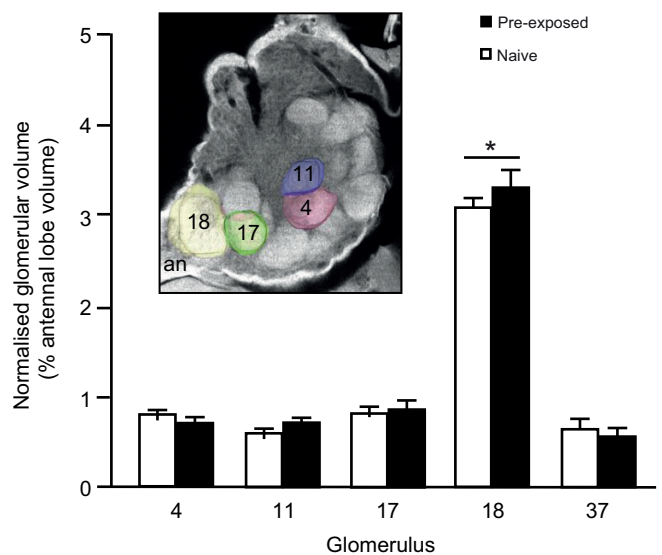 Pre-exposed
Naive
5
4
3
2
1
0
Normalised glomerular volume
(% antennal lobe volume)
11
4
18
17
an
*
4 11 17 18 37
Glomerulus